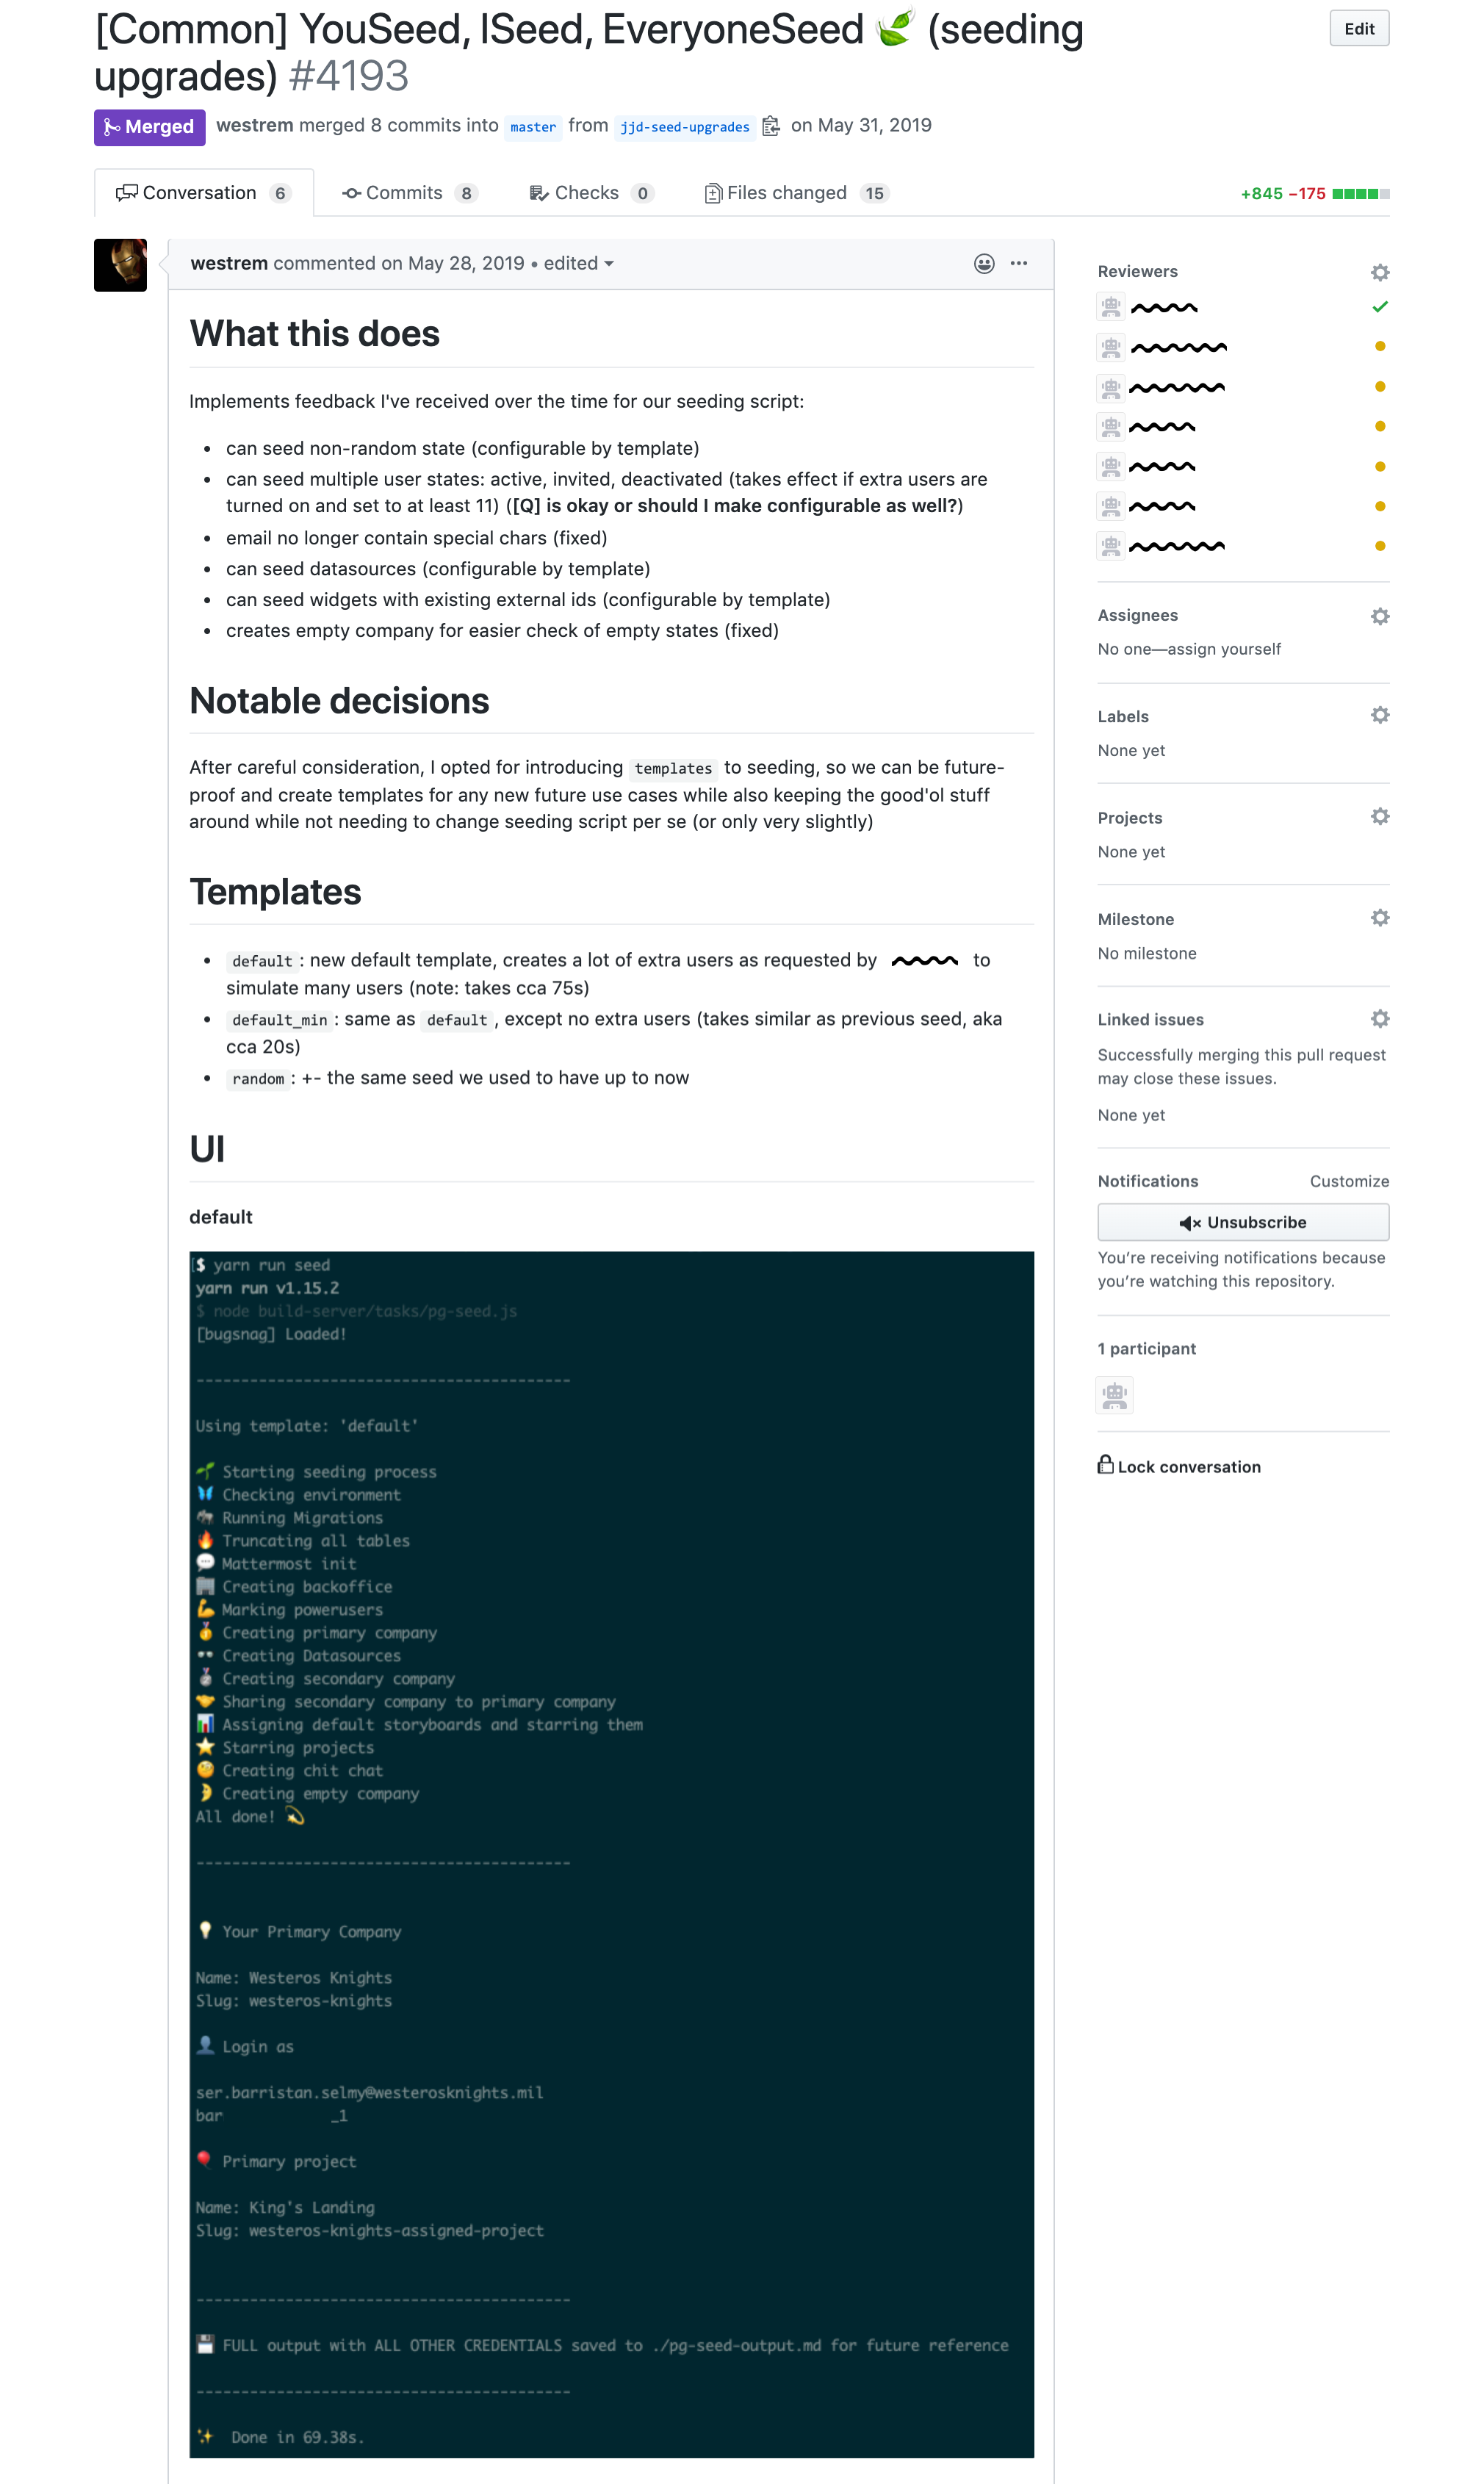 [Common] YouSeed, ISeed, EveryoneSeed 🍃 (seeding
upgrades) #4193
Edit
Merged westrem merged 8 commits into master from jjd-seed-upgrades on May 31, 2019
Conversation 6 Commits 8 Checks 0 Files changed 15 +845 −175
westrem commented on May 28, 2019 • edited
What this does
Implements feedback I've received over the time for our seeding script:
• can seed non-random state (configurable by template)
• can seed multiple user states: active, invited, deactivated (takes effect if extra users are
turned on and set to at least 11) ([Q] is okay or should I make configurable as well?)
• email no longer contain special chars (fixed)
• can seed datasources (configurable by template)
• can seed widgets with existing external ids (configurable by template)
• creates empty company for easier check of empty states (fixed)
Notable decisions
After careful consideration, I opted for introducing templates to seeding, so we can be future-
proof and create templates for any new future use cases while also keeping the good'ol stuff
around while not needing to change seeding script per se (or only very slightly)
Templates
• default: new default template, creates a lot of extra users as requested by to
simulate many users (note: takes cca 75s)
• default_min: same as default, except no extra users (takes similar as previous seed, aka
cca 20s)
• random: +- the same seed we used to have up to now
UI
default
[$ yarn run seed
yarn run v1.15.2
$ node build-server/tasks/pg-seed.js
[bugsnag] Loaded!
------------------------------------------
Using template: 'default'
🌱 Starting seeding process
🦋 Checking environment
🐜 Running Migrations
🔥 Truncating all tables
💬 Mattermost init
🏢 Creating backoffice
💪 Marking powerusers
🥇 Creating primary company
🕶 Creating Datasources
🥈 Creating secondary company
🤝 Sharing secondary company to primary company
📊 Assigning default storyboards and starring them
⭐ Starring projects
🧐 Creating chit chat
🌛 Creating empty company
All done! 💫
------------------------------------------
💡 Your Primary Company
Name: Westeros Knights
Slug: westeros-knights
👤 Login as
ser.barristan.selmy@westerosknights.mil
bar _1
🎈 Primary project
Name: King's Landing
Slug: westeros-knights-assigned-project
------------------------------------------
💾 FULL output with ALL OTHER CREDENTIALS saved to ./pg-seed-output.md for future reference
------------------------------------------
✨ Done in 69.38s.
Reviewers
Assignees
No one—assign yourself
Labels
None yet
Projects
None yet
Milestone
No milestone
Linked issues
Successfully merging this pull request
may close these issues.
None yet
Notifications Customize
Unsubscribe
You’re receiving notifications because
you’re watching this repository.
1 participant
Lock conversation